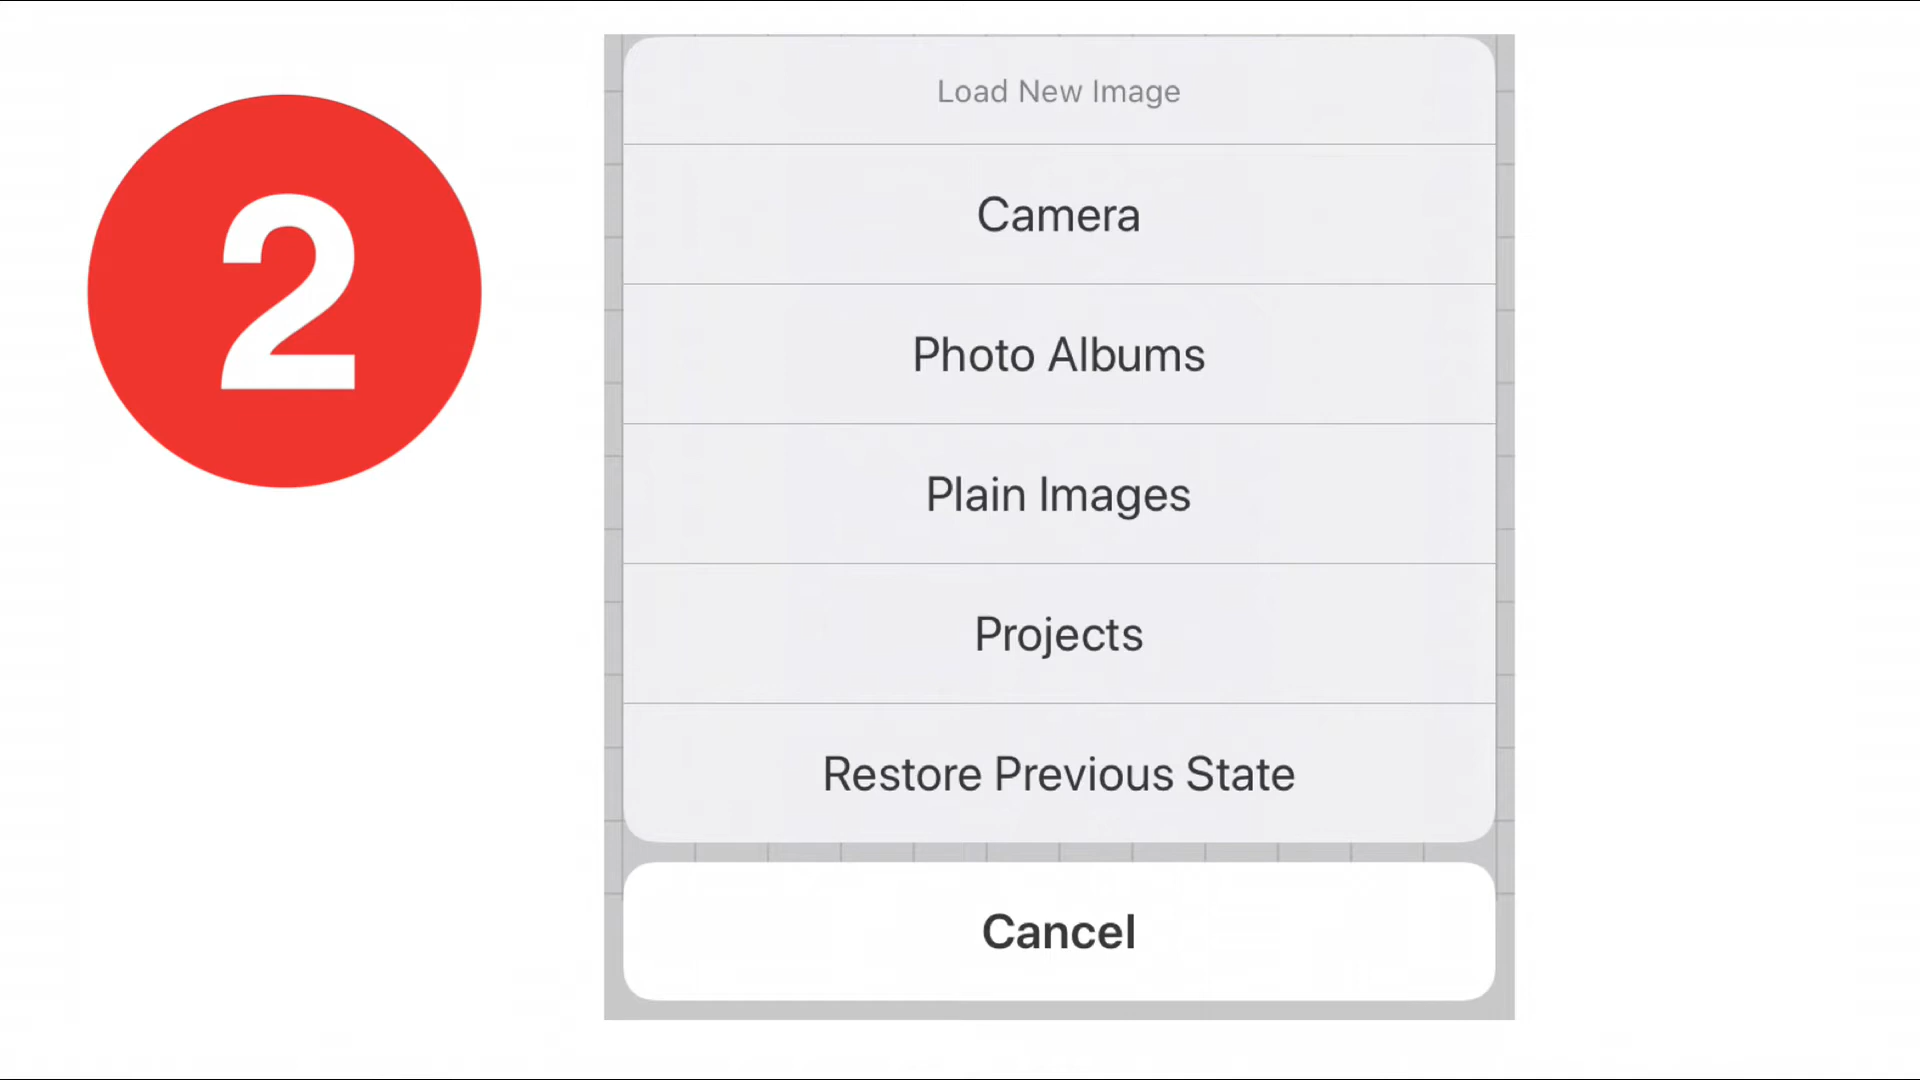 2
Load New Image
Camera
Photo Albums
Plain Images
Projects
Restore Previous State
Cancel